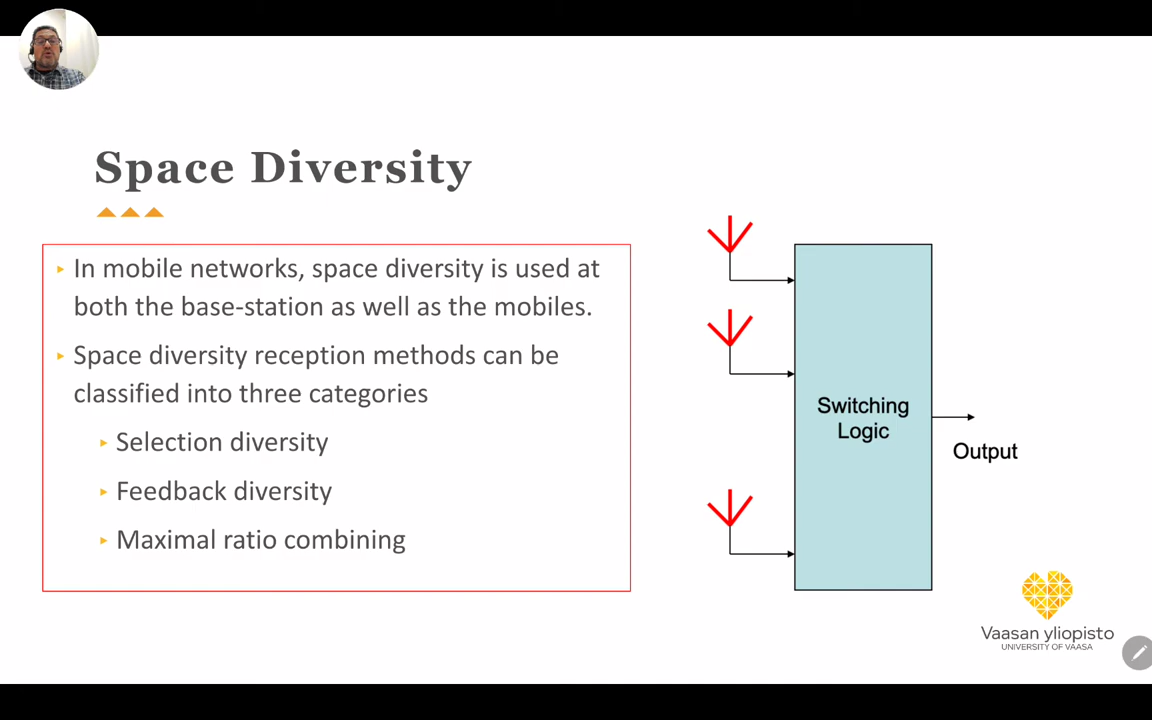 Space Diversity
In mobile networks, space diversity is used at
both the base-station as well as the mobiles.
Space diversity reception methods can be
classified into three categories
Selection diversity
Feedback diversity
Maximal ratio combining
Switching
Logic
Output
Vaasan yliopisto
UNIVERSITY OF VAASA